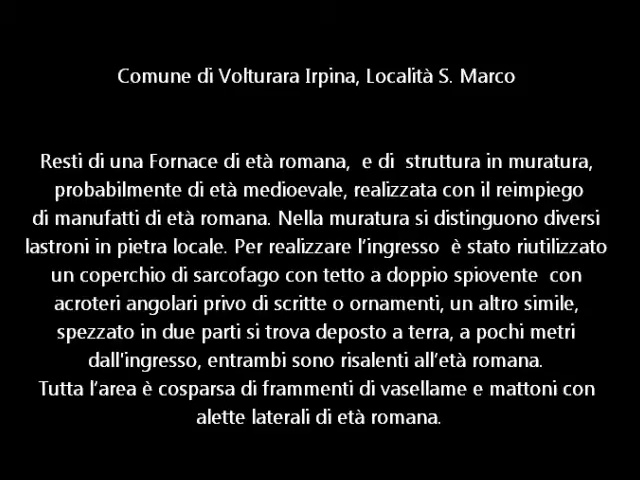 Comune di Volturara Irpina, Località S. Marco
Resti di una Fornace di età romana,  e di  struttura in muratura,
probabilmente di età medioevale, realizzata con il reimpiego
di manufatti di età romana. Nella muratura si distinguono diversi
lastroni in pietra locale. Per realizzare l’ingresso  è stato riutilizzato
un coperchio di sarcofago con tetto a doppio spiovente  con
acroteri angolari privo di scritte o ornamenti, un altro simile,
spezzato in due parti si trova deposto a terra, a pochi metri
dall'ingresso, entrambi sono risalenti all’età romana.
Tutta l’area è cosparsa di frammenti di vasellame e mattoni con
alette laterali di età romana.